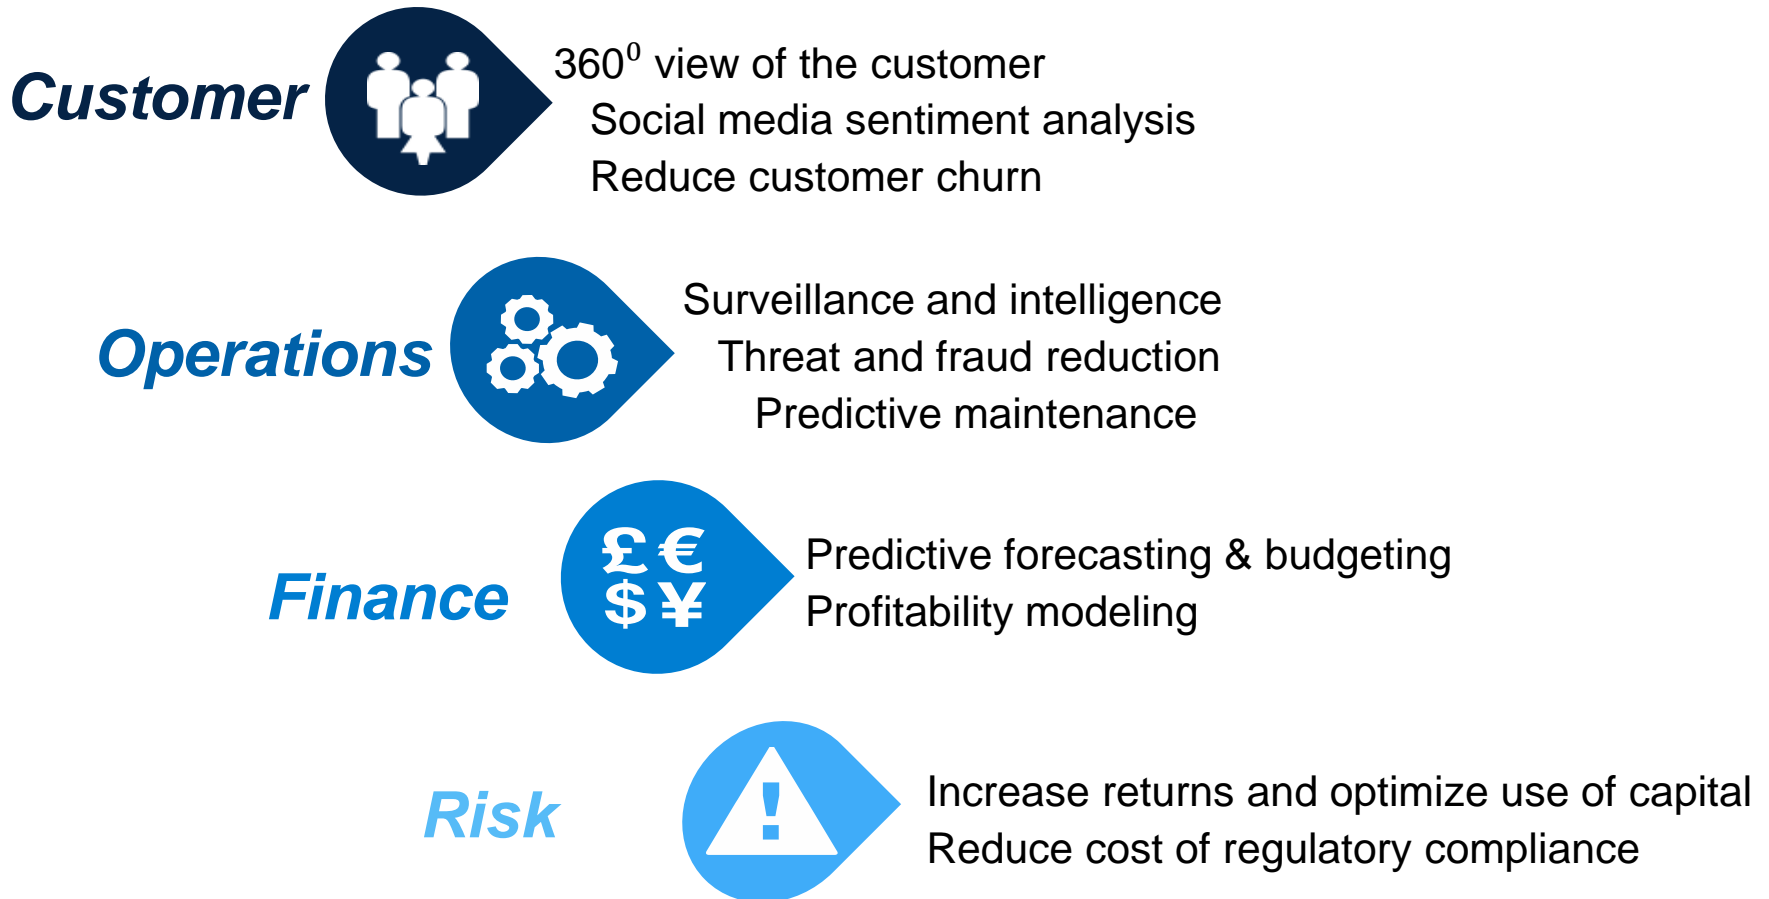 Customer
360⁰ view of the customer
Social media sentiment analysis
Reduce customer churn
Operations
Surveillance and intelligence
Threat and fraud reduction
Predictive maintenance
Finance
£ €
$ ¥
Predictive forecasting & budgeting
Profitability modeling
Risk
!
Increase returns and optimize use of capital
Reduce cost of regulatory compliance